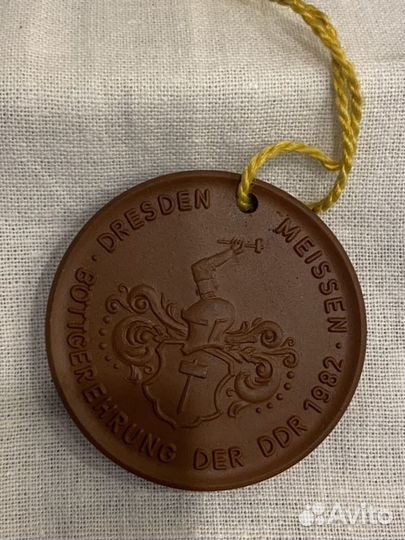 DRESDEN MEISSEN
· BÖTTGEREHRUNG DER DDR 1982 ·
Avito